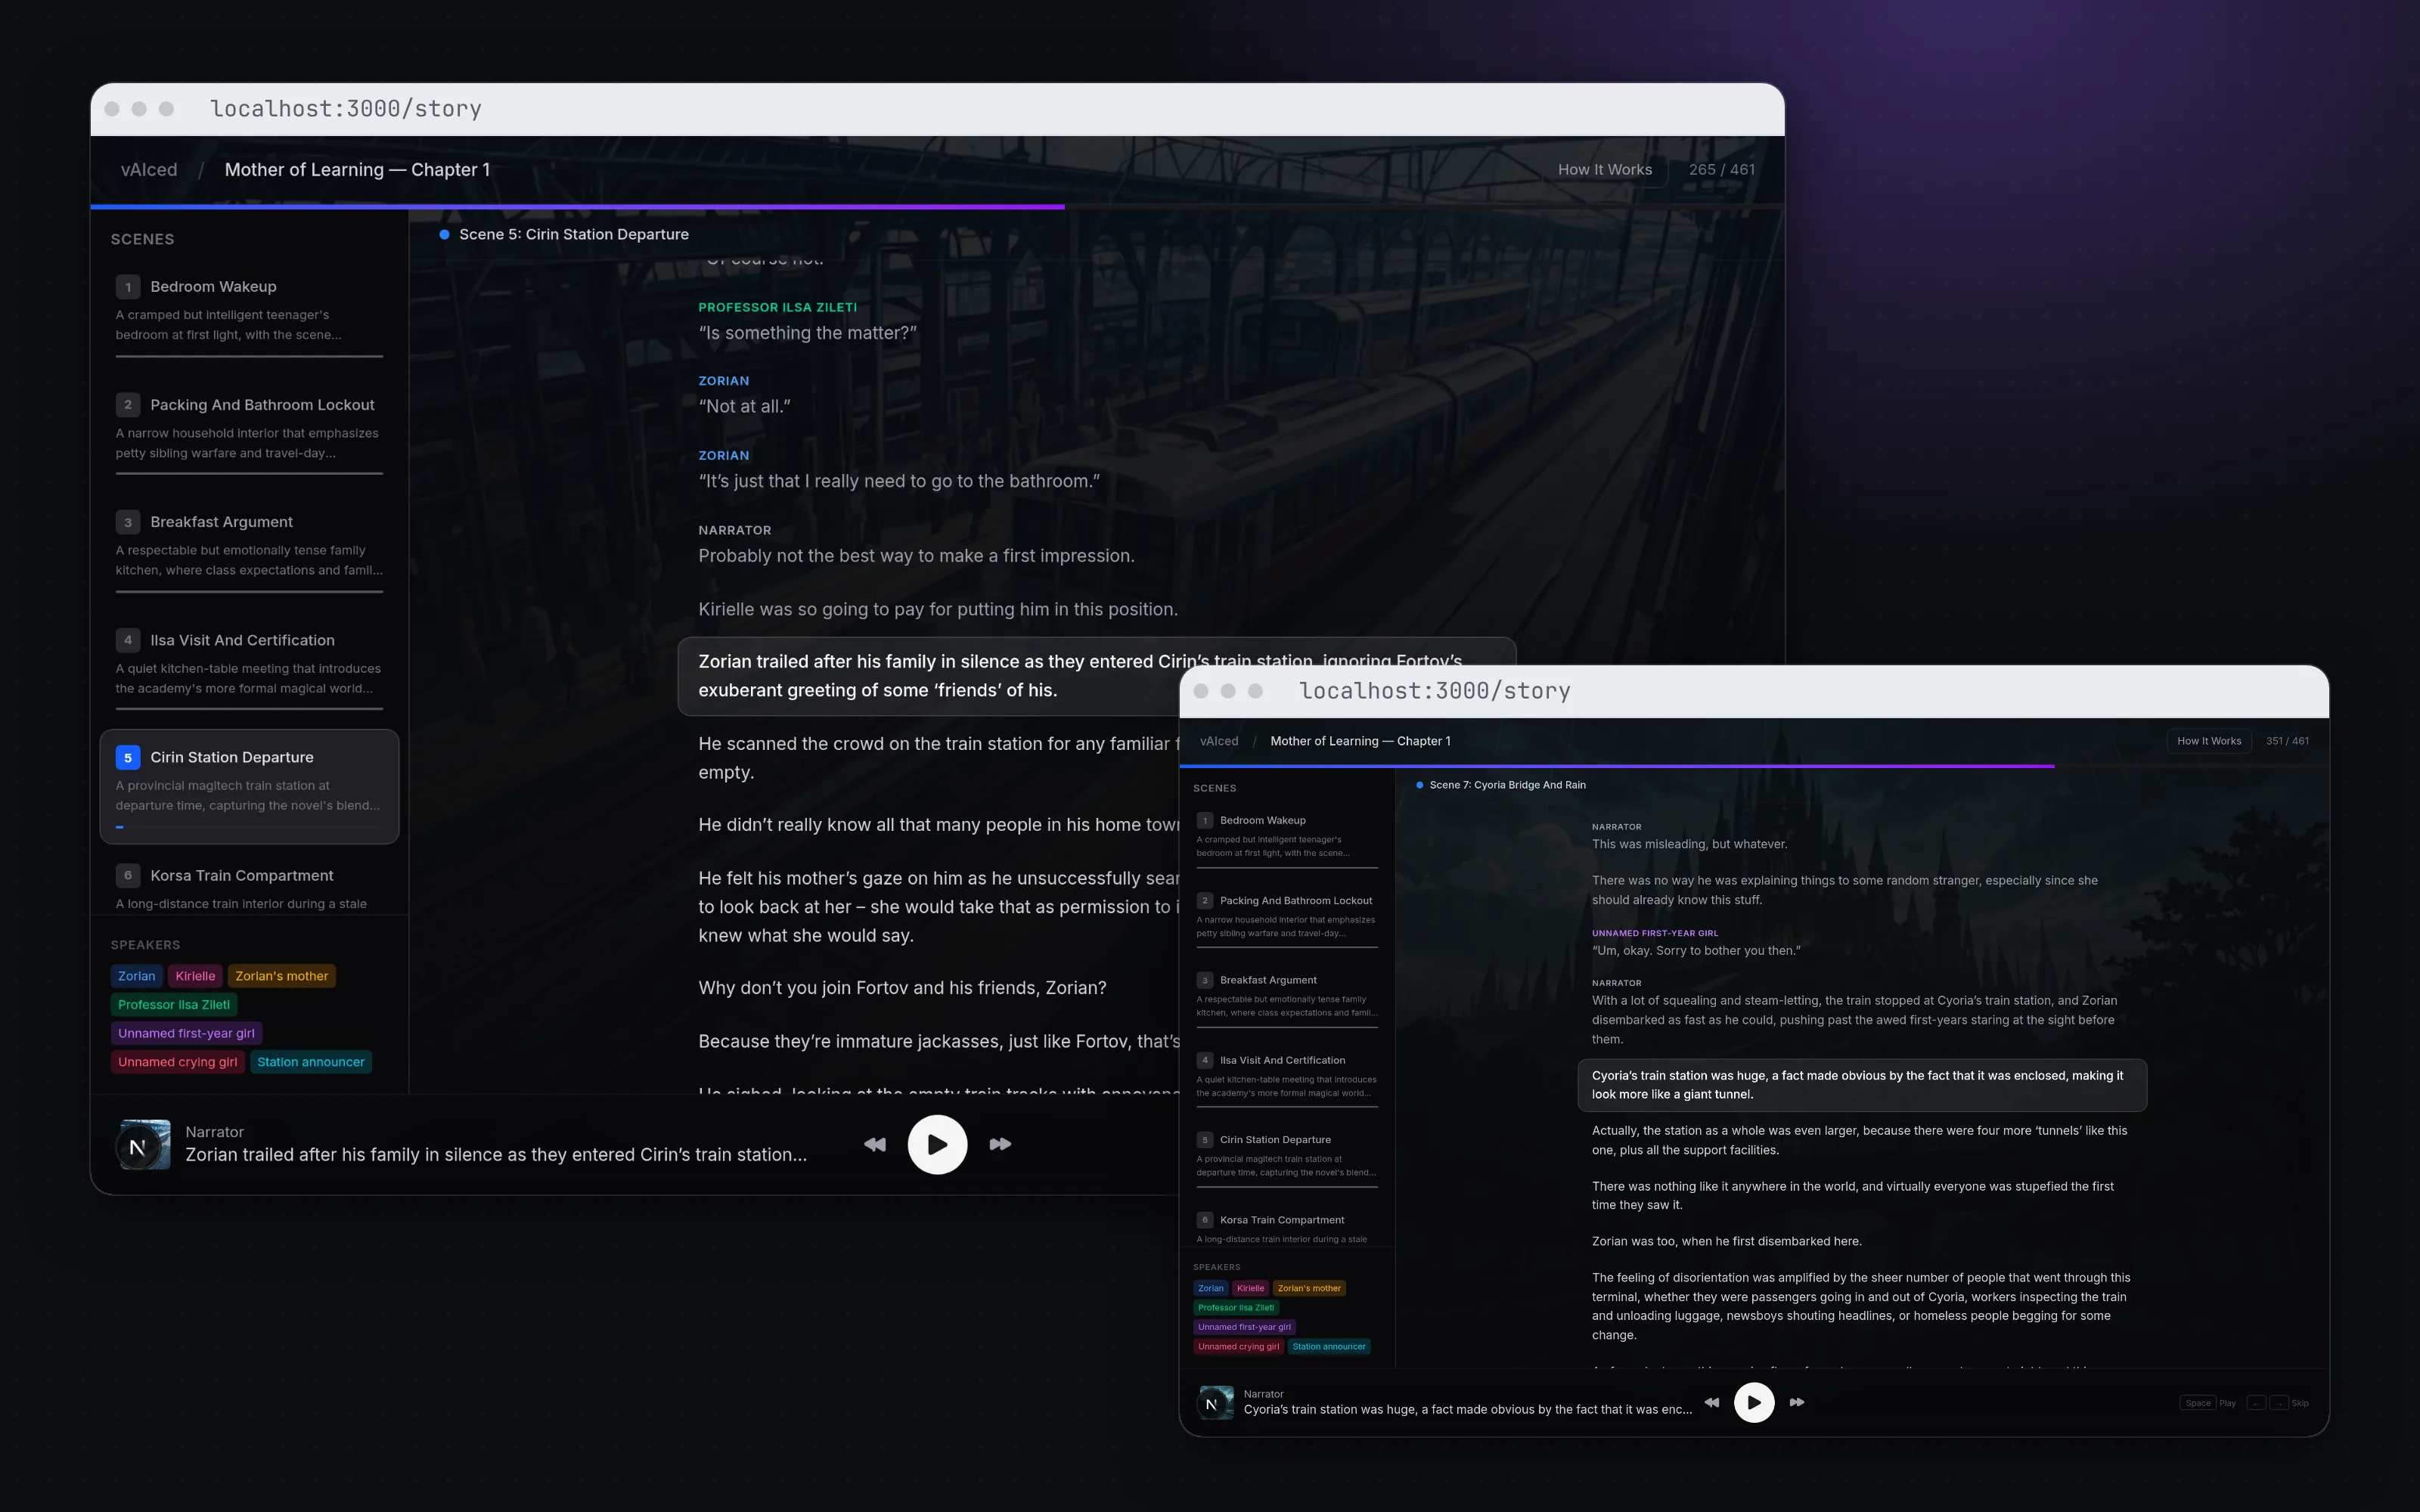 localhost:3000/story
vAIced / Mother of Learning — Chapter 1
How It Works
265 / 461
SCENES
1 Bedroom Wakeup
A cramped but intelligent teenager's
bedroom at first light, with the scene...
2 Packing And Bathroom Lockout
A narrow household interior that emphasizes
petty sibling warfare and travel-day...
3 Breakfast Argument
A respectable but emotionally tense family
kitchen, where class expectations and famil...
4 Ilsa Visit And Certification
A quiet kitchen-table meeting that introduces
the academy's more formal magical world...
5 Cirin Station Departure
A provincial magitech train station at
departure time, capturing the novel's blend...
6 Korsa Train Compartment
A long-distance train interior during a stale
SPEAKERS
Zorian Kirielle Zorian's mother
Professor Ilsa Zileti
Unnamed first-year girl
Unnamed crying girl Station announcer
Scene 5: Cirin Station Departure
“Of course not.”
PROFESSOR ILSA ZILETI
“Is something the matter?”
ZORIAN
“Not at all.”
ZORIAN
“It’s just that I really need to go to the bathroom.”
NARRATOR
Probably not the best way to make a first impression.
Kirielle was so going to pay for putting him in this position.
Zorian trailed after his family in silence as they entered Cirin’s train station, ignoring Fortov’s
exuberant greeting of some ‘friends’ of his.
He scanned the crowd on the train station for any familiar
empty.
He didn’t really know all that many people in his home town
He felt his mother’s gaze on him as he unsuccessfully
to look back at her – she would take that as permission to
knew what she would say.
Why don’t you join Fortov and his friends, Zorian?
Because they’re immature jackasses, just like Fortov, that’s
He sighed, looking at the empty train tracks with annoyance
N
Narrator
Zorian trailed after his family in silence as they entered Cirin’s train station...
localhost:3000/story
vAIced / Mother of Learning — Chapter 1
How It Works
351 / 461
SCENES
1 Bedroom Wakeup
A cramped but intelligent teenager's
bedroom at first light, with the scene...
2 Packing And Bathroom Lockout
A narrow household interior that emphasizes
petty sibling warfare and travel-day...
3 Breakfast Argument
A respectable but emotionally tense family
kitchen, where class expectations and famil...
4 Ilsa Visit And Certification
A quiet kitchen-table meeting that introduces
the academy's more formal magical world...
5 Cirin Station Departure
A provincial magitech train station at
departure time, capturing the novel's blend...
6 Korsa Train Compartment
A long-distance train interior during a stale
SPEAKERS
Zorian Kirielle Zorian's mother
Professor Ilsa Zileti
Unnamed first-year girl
Unnamed crying girl Station announcer
Scene 7: Cyoria Bridge And Rain
NARRATOR
This was misleading, but whatever.
There was no way he was explaining things to some random stranger, especially since she
should already know this stuff.
UNNAMED FIRST-YEAR GIRL
“Um, okay. Sorry to bother you then.”
NARRATOR
With a lot of squealing and steam-letting, the train stopped at Cyoria’s train station, and Zorian
disembarked as fast as he could, pushing past the awed first-years staring at the sight before
them.
Cyoria’s train station was huge, a fact made obvious by the fact that it was enclosed, making it
look more like a giant tunnel.
Actually, the station as a whole was even larger, because there were four more ‘tunnels’ like this
one, plus all the support facilities.
There was nothing like it anywhere in the world, and virtually everyone was stupefied the first
time they saw it.
Zorian was too, when he first disembarked here.
The feeling of disorientation was amplified by the sheer number of people that went through this
terminal, whether they were passengers going in and out of Cyoria, workers inspecting the train
and unloading luggage, newsboys shouting headlines, or homeless people begging for some
change.
N
Narrator
Cyoria’s train station was huge, a fact made obvious by the fact that it was enc...
Space Play ← → Skip